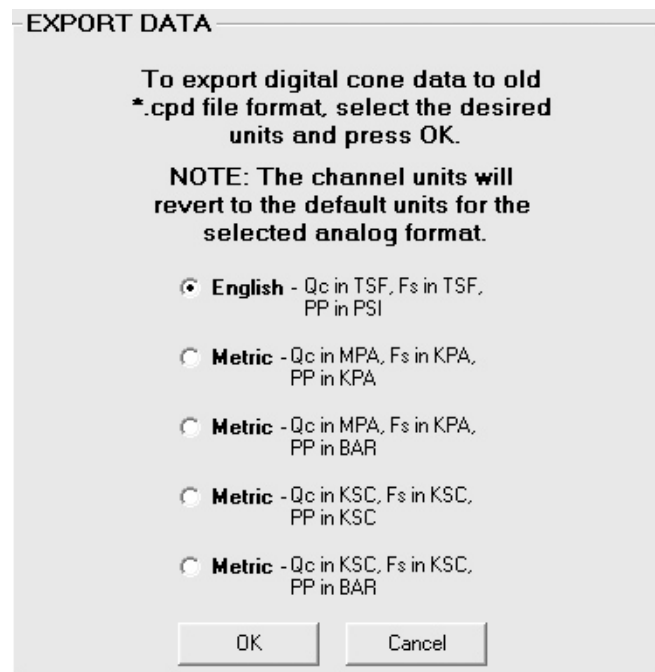 EXPORT DATA
To export digital cone data to old
*.cpd file format, select the desired
units and press OK.
NOTE: The channel units will
revert to the default units for the
selected analog format.
English - Qc in TSF, Fs in TSF,
PP in PSI
Metric - Qc in MPA, Fs in KPA,
PP in KPA
Metric - Qc in MPA, Fs in KPA,
PP in BAR
Metric - Qc in KSC, Fs in KSC,
PP in KSC
Metric - Qc in KSC, Fs in KSC,
PP in BAR
OK Cancel